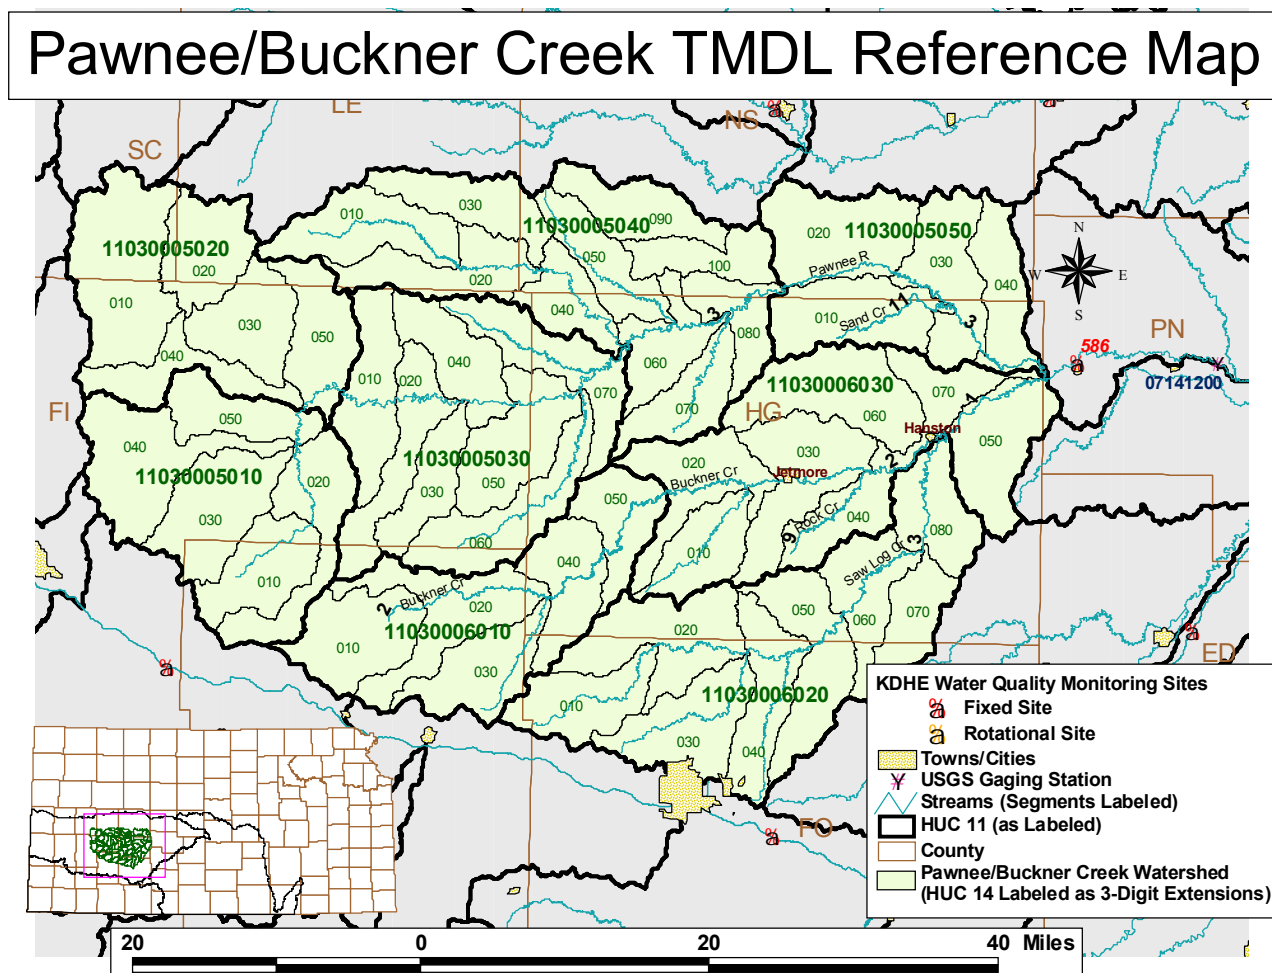 Pawnee/Buckner Creek TMDL Reference Map
LE
NS
SC
010
030
11030005040
090
020
11030005050
11030005020
020
050
100
Pawnee R
030
040
N
W
E
S
010
030
050
020
040
3
080
010
Sand Cr
11
3
PN
586
07141200
040
040
010
020
060
070
070
11030006030
070
1
FI
HG
060
050
040
Hanston
050
11030005010
020
11030005030
030
050
020
030
Jetmore
2
Buckner Cr
050
030
9
Rock Cr
040
080
060
010
3
Saw Log Cr
010
040
2
Buckner Cr
020
11030006010
010
050
060
070
020
030
11030006020
010
030
040
ED
FO
KDHE Water Quality Monitoring Sites
Fixed Site
Rotational Site
Towns/Cities
USGS Gaging Station
Streams (Segments Labeled)
HUC 11 (as Labeled)
County
Pawnee/Buckner Creek Watershed
(HUC 14 Labeled as 3-Digit Extensions)
20 0 20 40 Miles